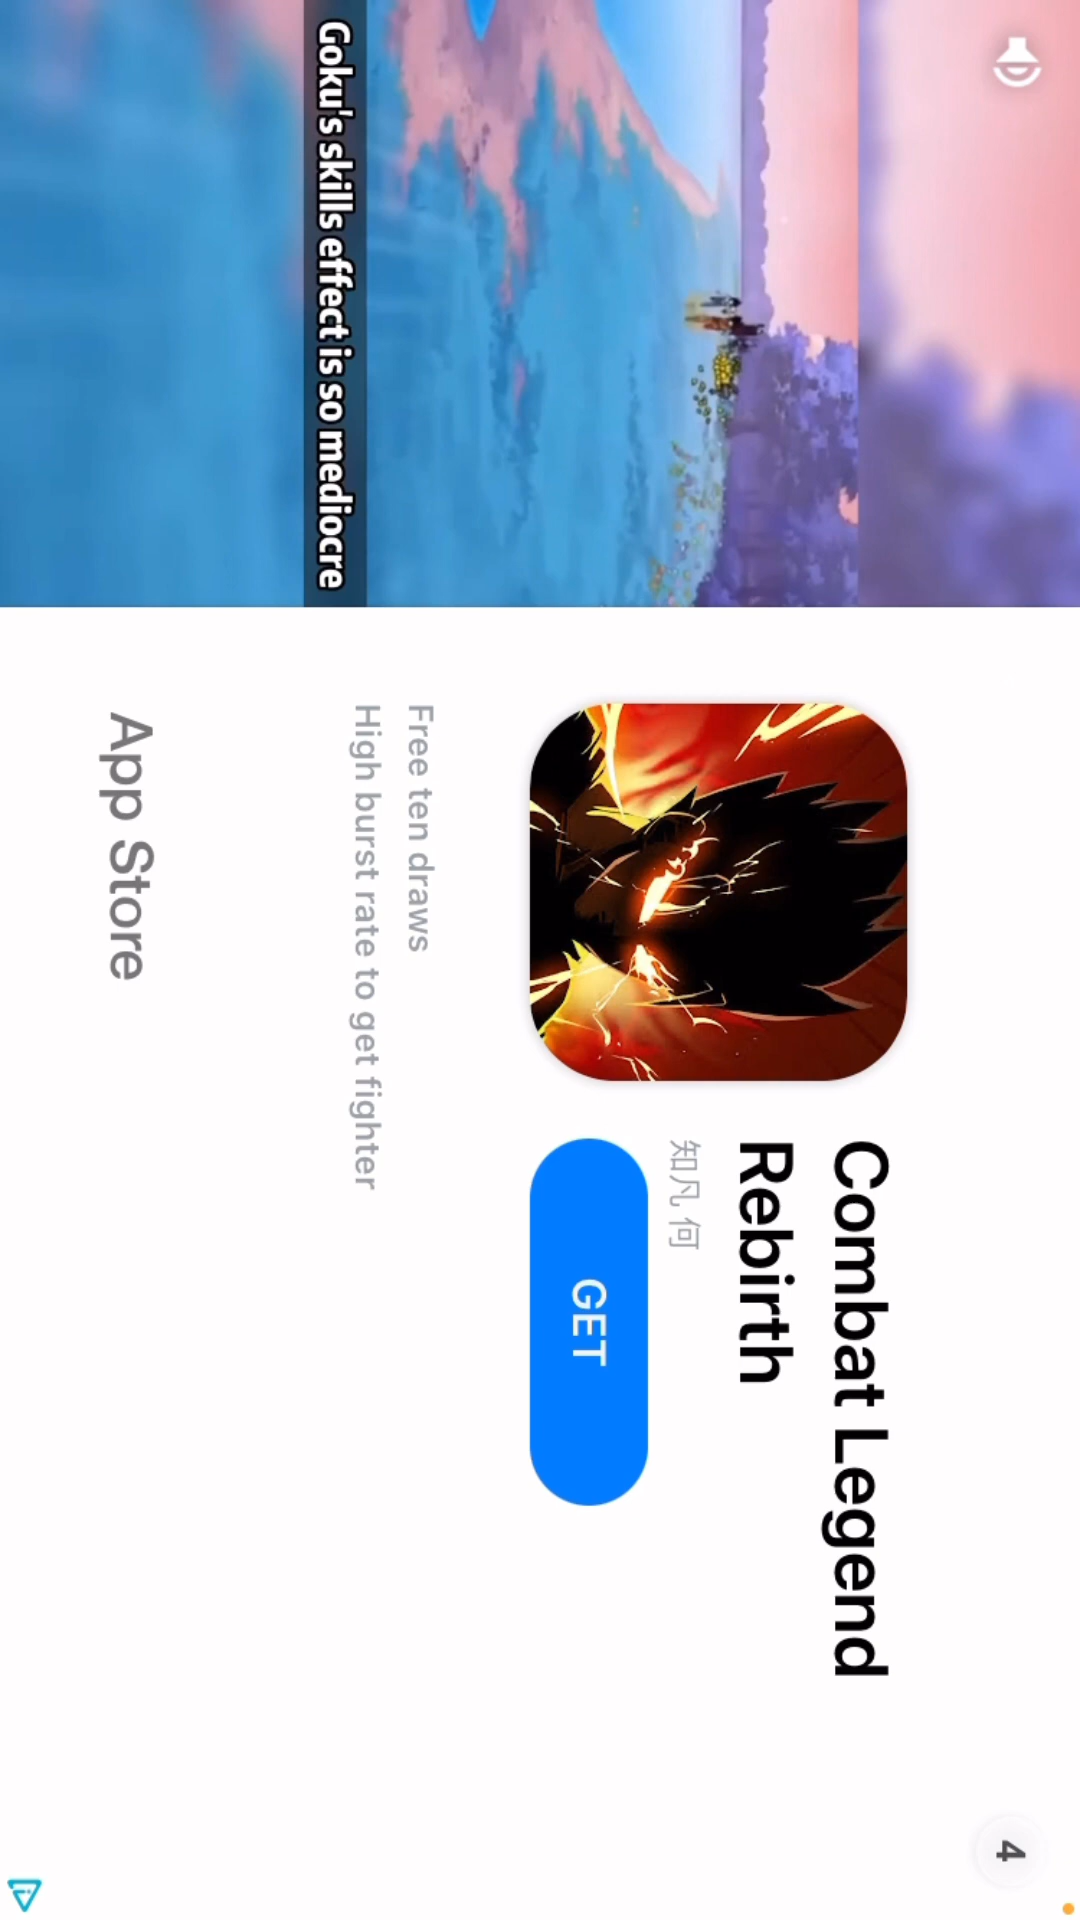 Goku's skills effect is so mediocre
Combat Legend
Rebirth
知凡 何
GET
Free ten draws
High burst rate to get fighter
App Store
4